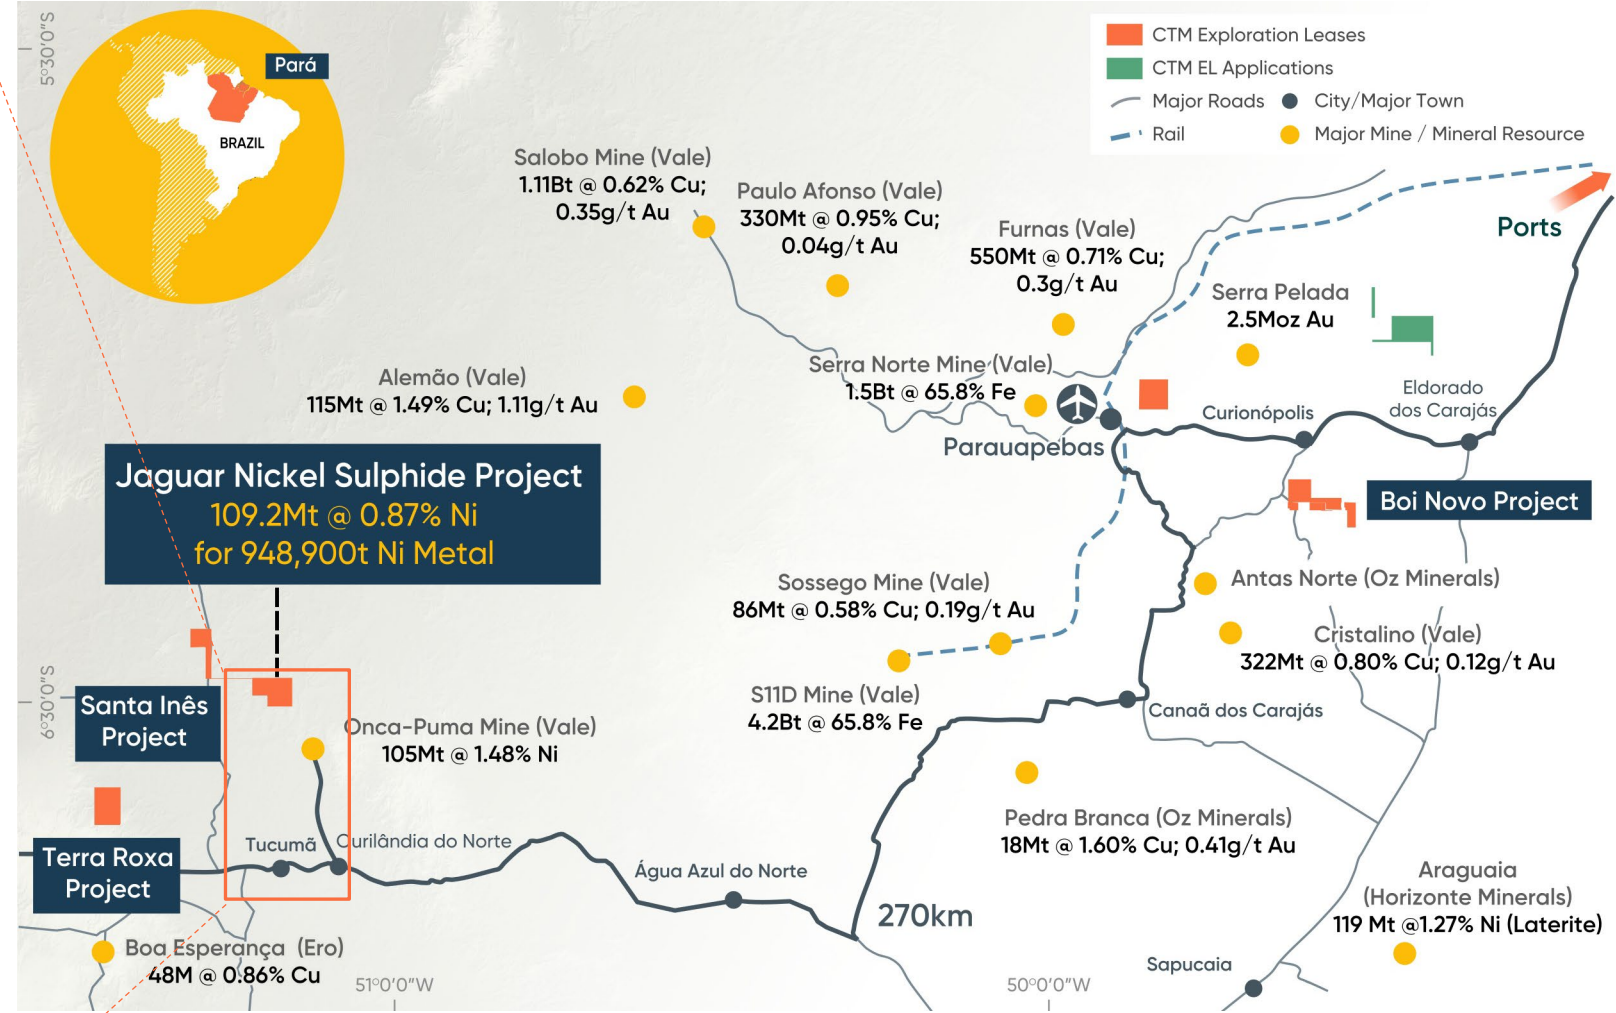 5°30'0"S
Pará
BRAZIL
CTM Exploration Leases
CTM EL Applications
Major Roads
City/Major Town
Rail
Major Mine / Mineral Resource
Salobo Mine (Vale)
1.11Bt @ 0.62% Cu;
0.35g/t Au
Paulo Afonso (Vale)
330Mt @ 0.95% Cu;
0.04g/t Au
Furnas (Vale)
550Mt @ 0.71% Cu;
0.3g/t Au
Ports
Serra Pelada
2.5Moz Au
Serra Norte Mine (Vale)
1.5Bt @ 65.8% Fe
Alemão (Vale)
115Mt @ 1.49% Cu; 1.11g/t Au
Parauapebas
Curionópolis
Eldorado
dos Carajás
Jaguar Nickel Sulphide Project
109.2Mt @ 0.87% Ni
for 948,900t Ni Metal
Boi Novo Project
Sossego Mine (Vale)
86Mt @ 0.58% Cu; 0.19g/t Au
Antas Norte (Oz Minerals)
Cristalino (Vale)
322Mt @ 0.80% Cu; 0.12g/t Au
S11D Mine (Vale)
4.2Bt @ 65.8% Fe
Canaã dos Carajás
6°30'0"S
Santa Inês
Project
Onca-Puma Mine (Vale)
105Mt @ 1.48% Ni
Pedra Branca (Oz Minerals)
18Mt @ 1.60% Cu; 0.41g/t Au
Terra Roxa
Project
Tucumã
Ourilândia do Norte
Água Azul do Norte
270km
Araguaia
(Horizonte Minerals)
119 Mt @1.27% Ni (Laterite)
Boa Esperança (Ero)
48M @ 0.86% Cu
Sapucaia
51°0'0"W
50°0'0"W